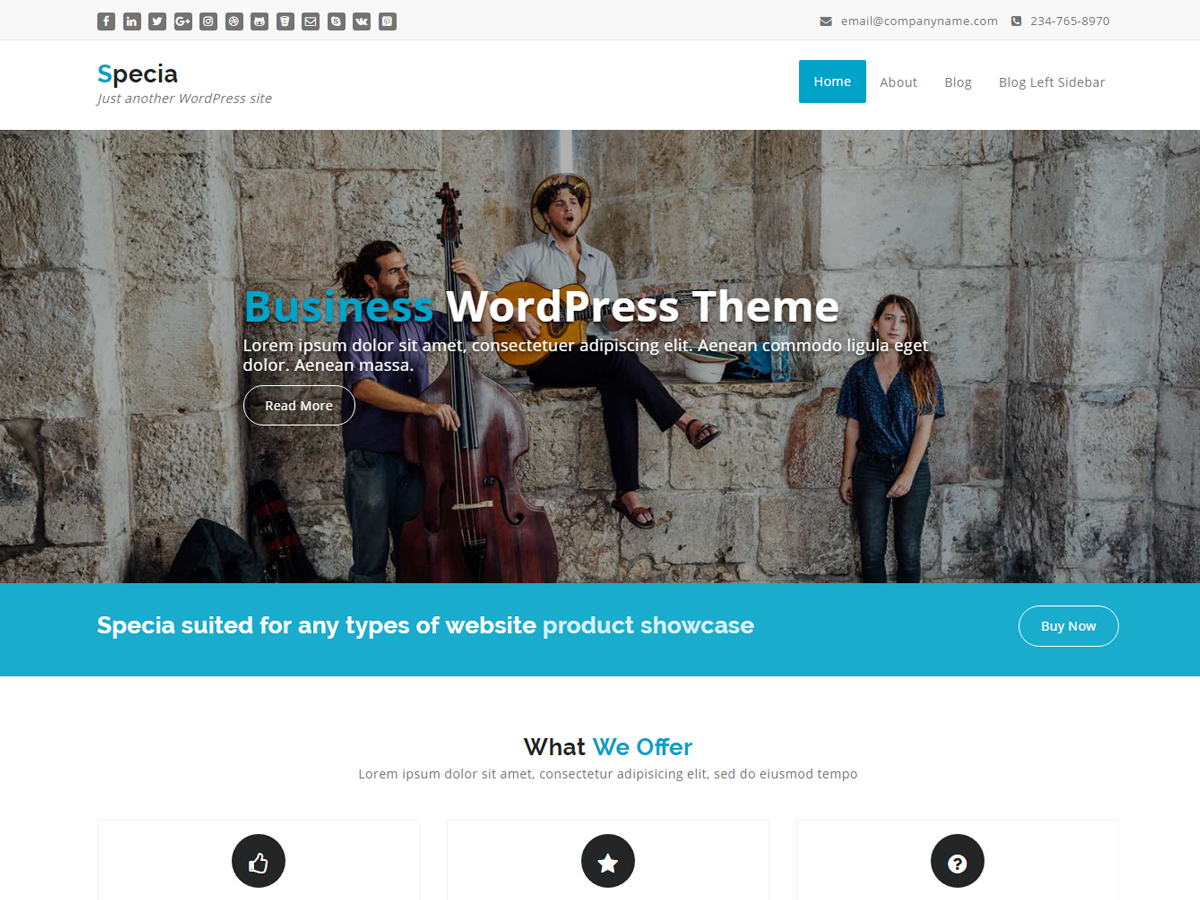 email@companyname.com 234-765-8970
Specia
Just another WordPress site
Home About Blog Blog Left Sidebar
Business WordPress Theme
Lorem ipsum dolor sit amet, consectetuer adipiscing elit. Aenean commodo ligula eget
dolor. Aenean massa.
Read More
Specia suited for any types of website product showcase
Buy Now
What We Offer
Lorem ipsum dolor sit amet, consectetur adipisicing elit, sed do eiusmod tempo